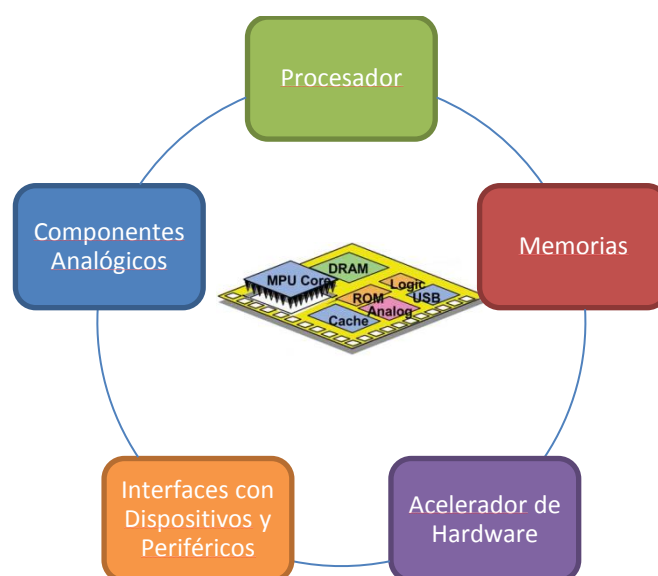 Procesador
Componentes
Analógicos
Memorias
MPU Core
DRAM
Logic
ROM
USB
Analog
Cache
Interfaces con
Dispositivos y
Periféricos
Acelerador de
Hardware